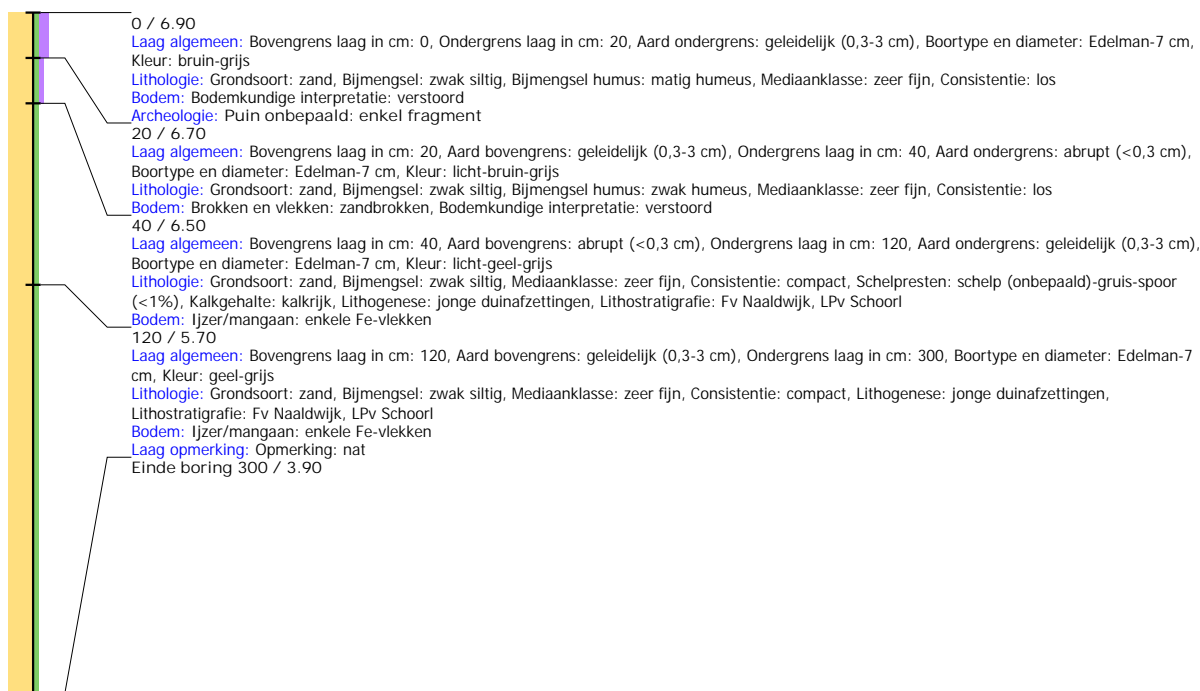 0 / 6.90
Laag algemeen: Bovengrens laag in cm: 0, Ondergrens laag in cm: 20, Aard ondergrens: geleidelijk (0,3-3 cm), Boortype en diameter: Edelman-7 cm,
Kleur: bruin-grijs
Lithologie: Grondsoort: zand, Bijmengsel: zwak siltig, Bijmengsel humus: matig humeus, Mediaanklasse: zeer fijn, Consistentie: los
Bodem: Bodemkundige interpretatie: verstoord
Archeologie: Puin onbepaald: enkel fragment
20 / 6.70
Laag algemeen: Bovengrens laag in cm: 20, Aard bovengrens: geleidelijk (0,3-3 cm), Ondergrens laag in cm: 40, Aard ondergrens: abrupt (<0,3 cm),
Boortype en diameter: Edelman-7 cm, Kleur: licht-bruin-grijs
Lithologie: Grondsoort: zand, Bijmengsel: zwak siltig, Bijmengsel humus: zwak humeus, Mediaanklasse: zeer fijn, Consistentie: los
Bodem: Brokken en vlekken: zandbrokken, Bodemkundige interpretatie: verstoord
40 / 6.50
Laag algemeen: Bovengrens laag in cm: 40, Aard bovengrens: abrupt (<0,3 cm), Ondergrens laag in cm: 120, Aard ondergrens: geleidelijk (0,3-3 cm),
Boortype en diameter: Edelman-7 cm, Kleur: licht-geel-grijs
Lithologie: Grondsoort: zand, Bijmengsel: zwak siltig, Mediaanklasse: zeer fijn, Consistentie: compact, Schelpresten: schelp (onbepaald)-gruis-spoor
(<1%), Kalkgehalte: kalkrijk, Lithogenese: jonge duinafzettingen, Lithostratigrafie: Fv Naaldwijk, LPv Schoorl
Bodem: Ijzer/mangaan: enkele Fe-vlekken
120 / 5.70
Laag algemeen: Bovengrens laag in cm: 120, Aard bovengrens: geleidelijk (0,3-3 cm), Ondergrens laag in cm: 300, Boortype en diameter: Edelman-7
cm, Kleur: geel-grijs
Lithologie: Grondsoort: zand, Bijmengsel: zwak siltig, Mediaanklasse: zeer fijn, Consistentie: compact, Lithogenese: jonge duinafzettingen,
Lithostratigrafie: Fv Naaldwijk, LPv Schoorl
Bodem: Ijzer/mangaan: enkele Fe-vlekken
Laag opmerking: Opmerking: nat
Einde boring 300 / 3.90